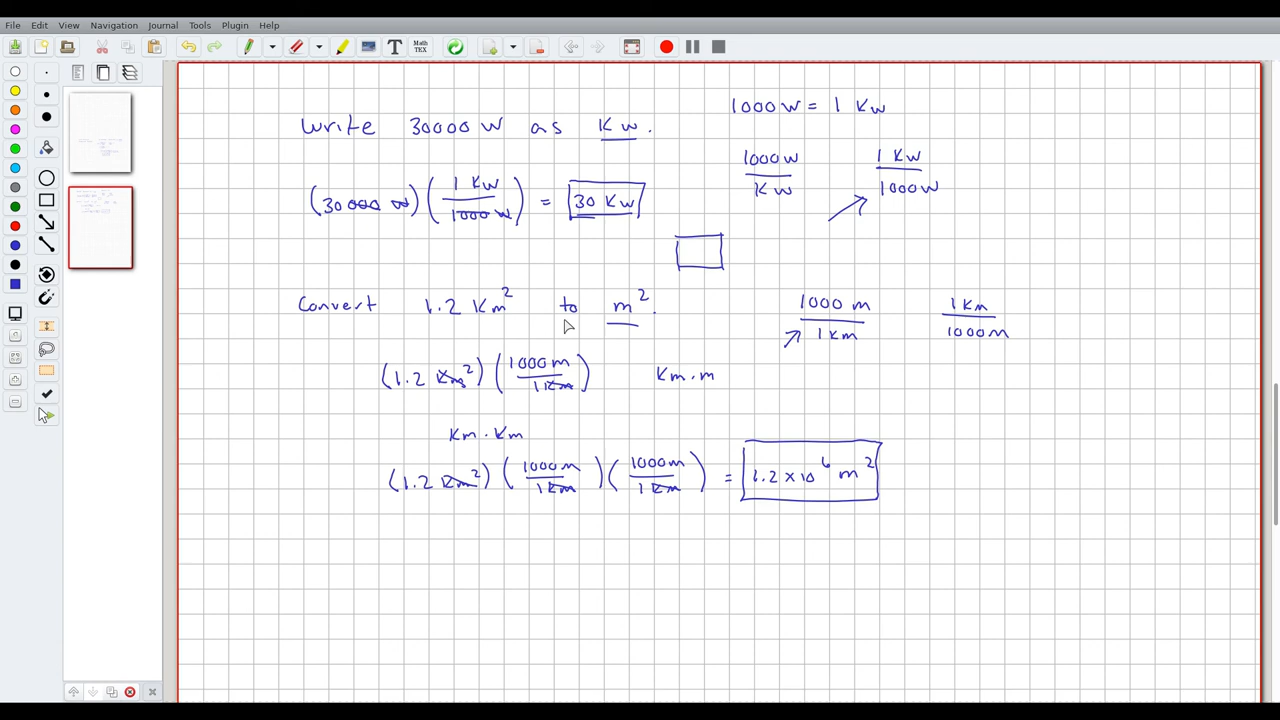 File Edit View Navigation Journal Tools Plugin Help
T Math TEX
Write 30000 W as Kw.
1000 W = 1 Kw
1000 W / Kw
1 Kw / 1000 W
(30000 W) (1 Kw / 1000 W) = 30 Kw
Convert 1.2 Km² to m².
1000 m / 1 Km
1 Km / 1000 m
(1.2 Km²) (1000 m / 1 Km)
Km · m
Km · Km
(1.2 Km²) (1000 m / 1 Km) (1000 m / 1 Km) = 1.2 × 10⁶ m²